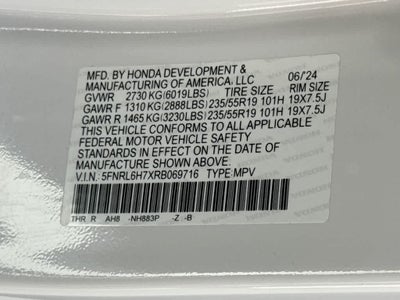 MFD. BY HONDA DEVELOPMENT &
MANUFACTURING OF AMERICA, LLC 06/24
GVWR 2730 KG (6019LBS) TIRE SIZE RIM SIZE
GAWR F 1310 KG (2888LBS) 235/55R19 101H 19X7.5J
GAWR R 1465 KG (3230LBS) 235/55R19 101H 19X7.5J
THIS VEHICLE CONFORMS TO ALL APPLICABLE
FEDERAL MOTOR VEHICLE SAFETY
STANDARDS IN EFFECT ON THE DATE OF
MANUFACTURE SHOWN ABOVE.
V.I.N: 5FNRL6H7XRB069716 TYPE: MPV
THR_R AH8 -NH883P -Z -B